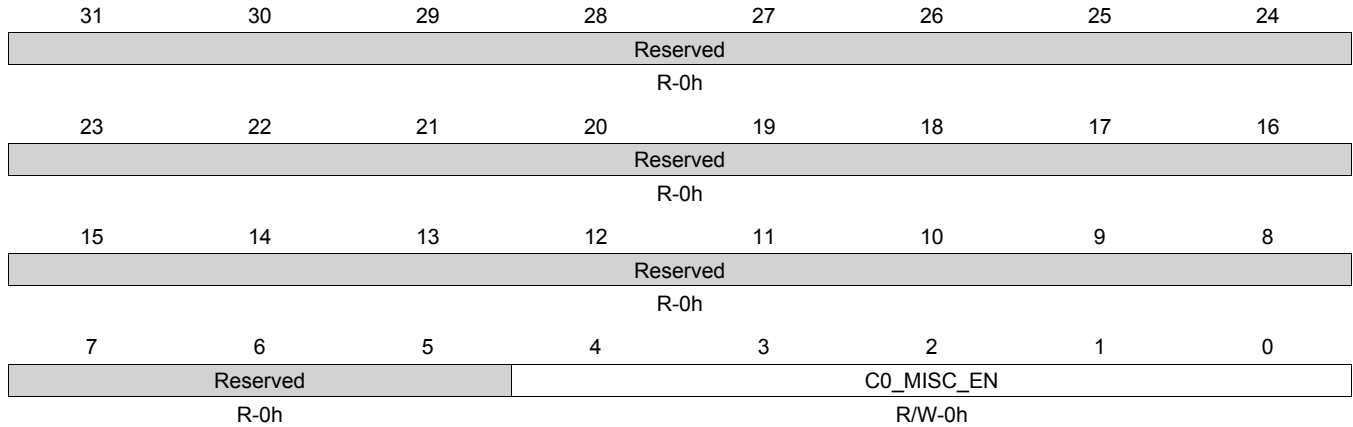 31 30 29 28 27 26 25 24
Reserved
R-0h
23 22 21 20 19 18 17 16
Reserved
R-0h
15 14 13 12 11 10 9 8
Reserved
R-0h
7 6 5 4 3 2 1 0
Reserved C0_MISC_EN
R-0h R/W-0h